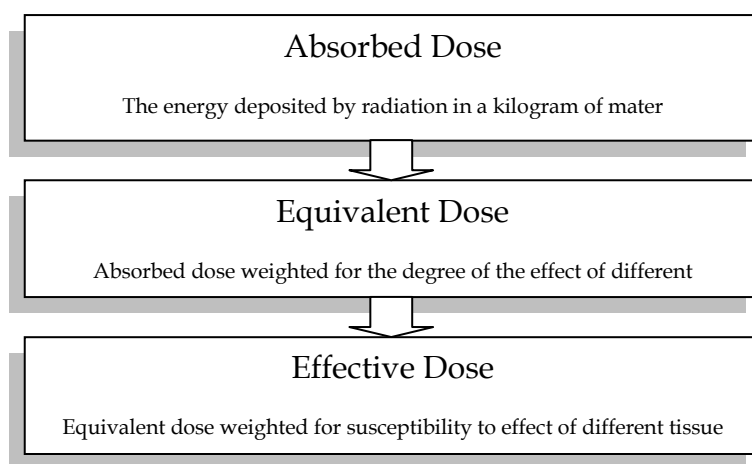 Absorbed Dose
The energy deposited by radiation in a kilogram of mater
Equivalent Dose
Absorbed dose weighted for the degree of the effect of different
Effective Dose
Equivalent dose weighted for susceptibility to effect of different tissue